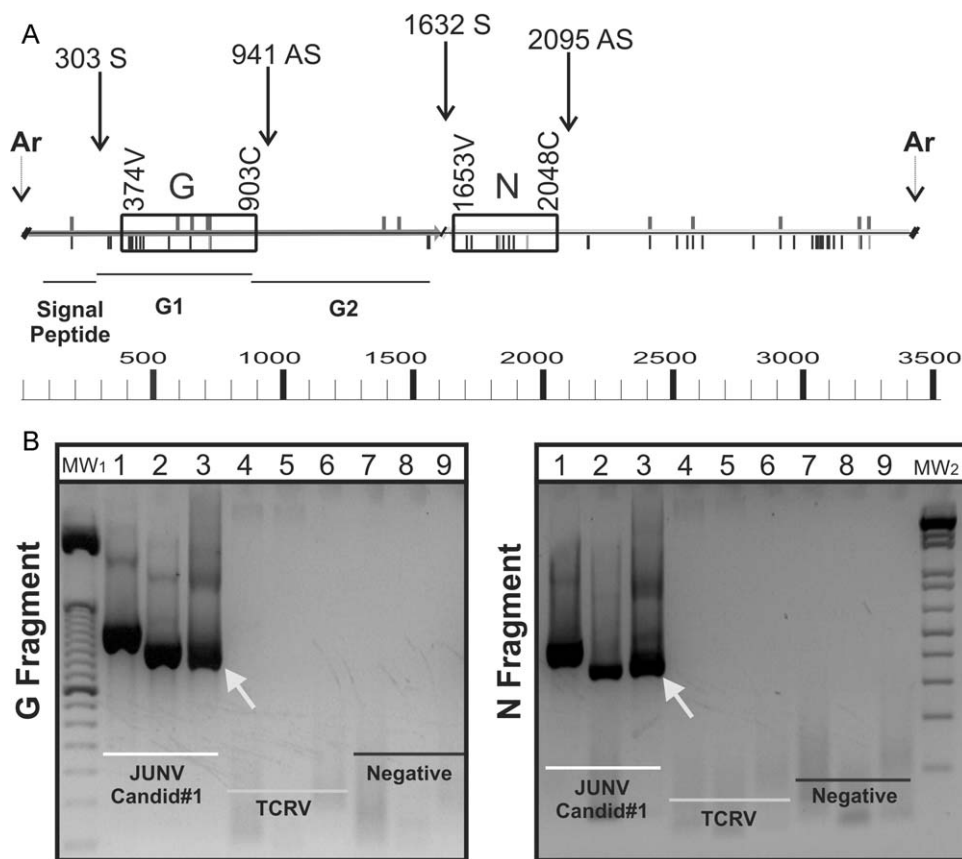 A
303 S
941 AS
1632 S
2095 AS
Ar
374V
G
903C
1653V
N
2048C
Ar
Signal
Peptide
G1
G2
500
1000
1500
2000
2500
3000
3500
B
MW1 1 2 3 4 5 6 7 8 9
G Fragment
JUNV
Candid#1
TCRV
Negative
1 2 3 4 5 6 7 8 9 MW2
N Fragment
JUNV
Candid#1
TCRV
Negative